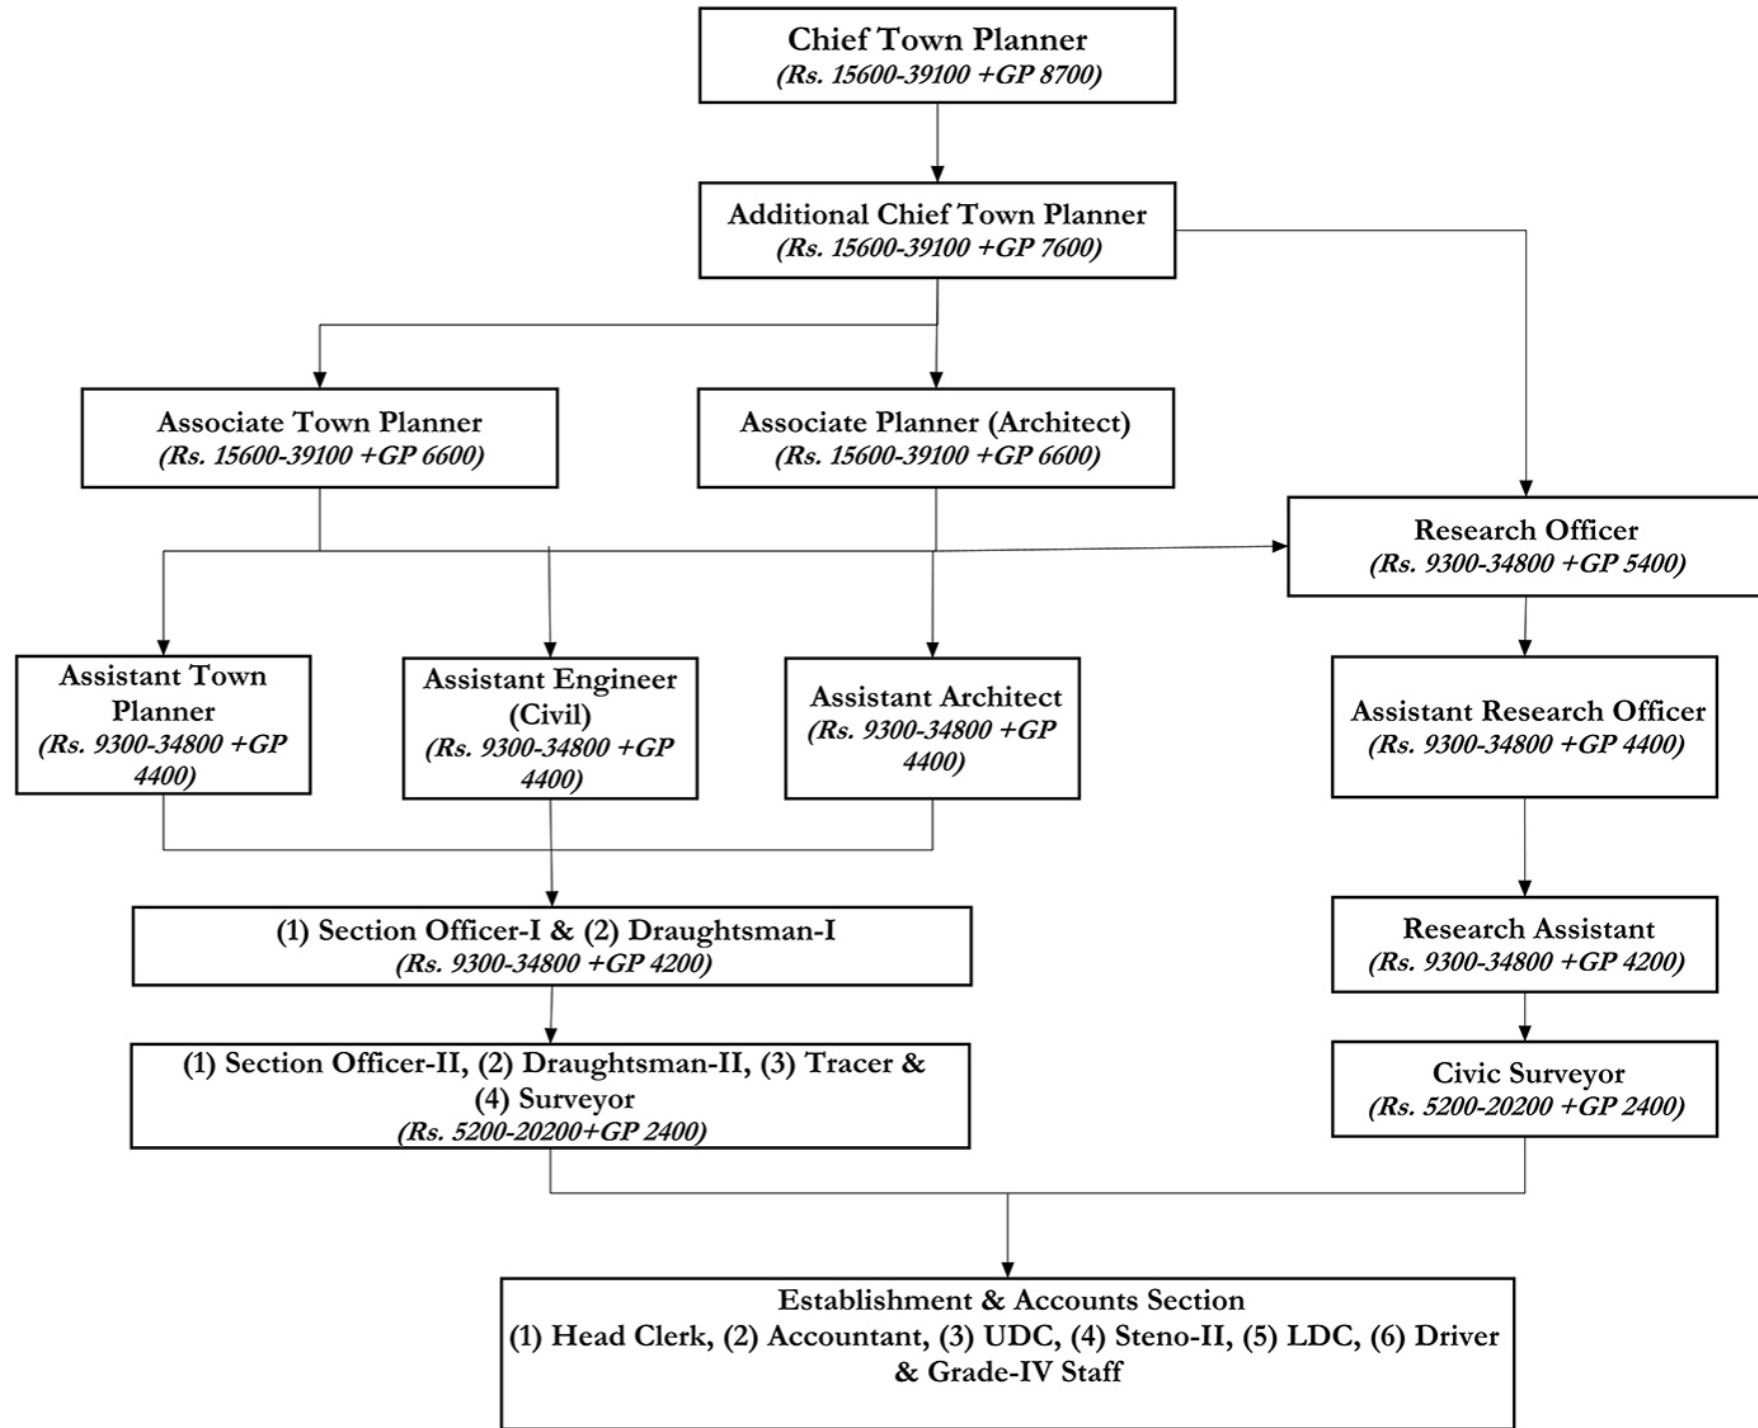 Chief Town Planner
(Rs. 15600-39100 +GP 8700)
Additional Chief Town Planner
(Rs. 15600-39100 +GP 7600)
Associate Town Planner
(Rs. 15600-39100 +GP 6600)
Associate Planner (Architect)
(Rs. 15600-39100 +GP 6600)
Research Officer
(Rs. 9300-34800 +GP 5400)
Assistant Town
Planner
(Rs. 9300-34800 +GP
4400)
Assistant Engineer
(Civil)
(Rs. 9300-34800 +GP
4400)
Assistant Architect
(Rs. 9300-34800 +GP
4400)
Assistant Research Officer
(Rs. 9300-34800 +GP 4400)
(1) Section Officer-I & (2) Draughtsman-I
(Rs. 9300-34800 +GP 4200)
Research Assistant
(Rs. 9300-34800 +GP 4200)
(1) Section Officer-II, (2) Draughtsman-II, (3) Tracer &
(4) Surveyor
(Rs. 5200-20200+GP 2400)
Civic Surveyor
(Rs. 5200-20200 +GP 2400)
Establishment & Accounts Section
(1) Head Clerk, (2) Accountant, (3) UDC, (4) Steno-II, (5) LDC, (6) Driver
& Grade-IV Staff